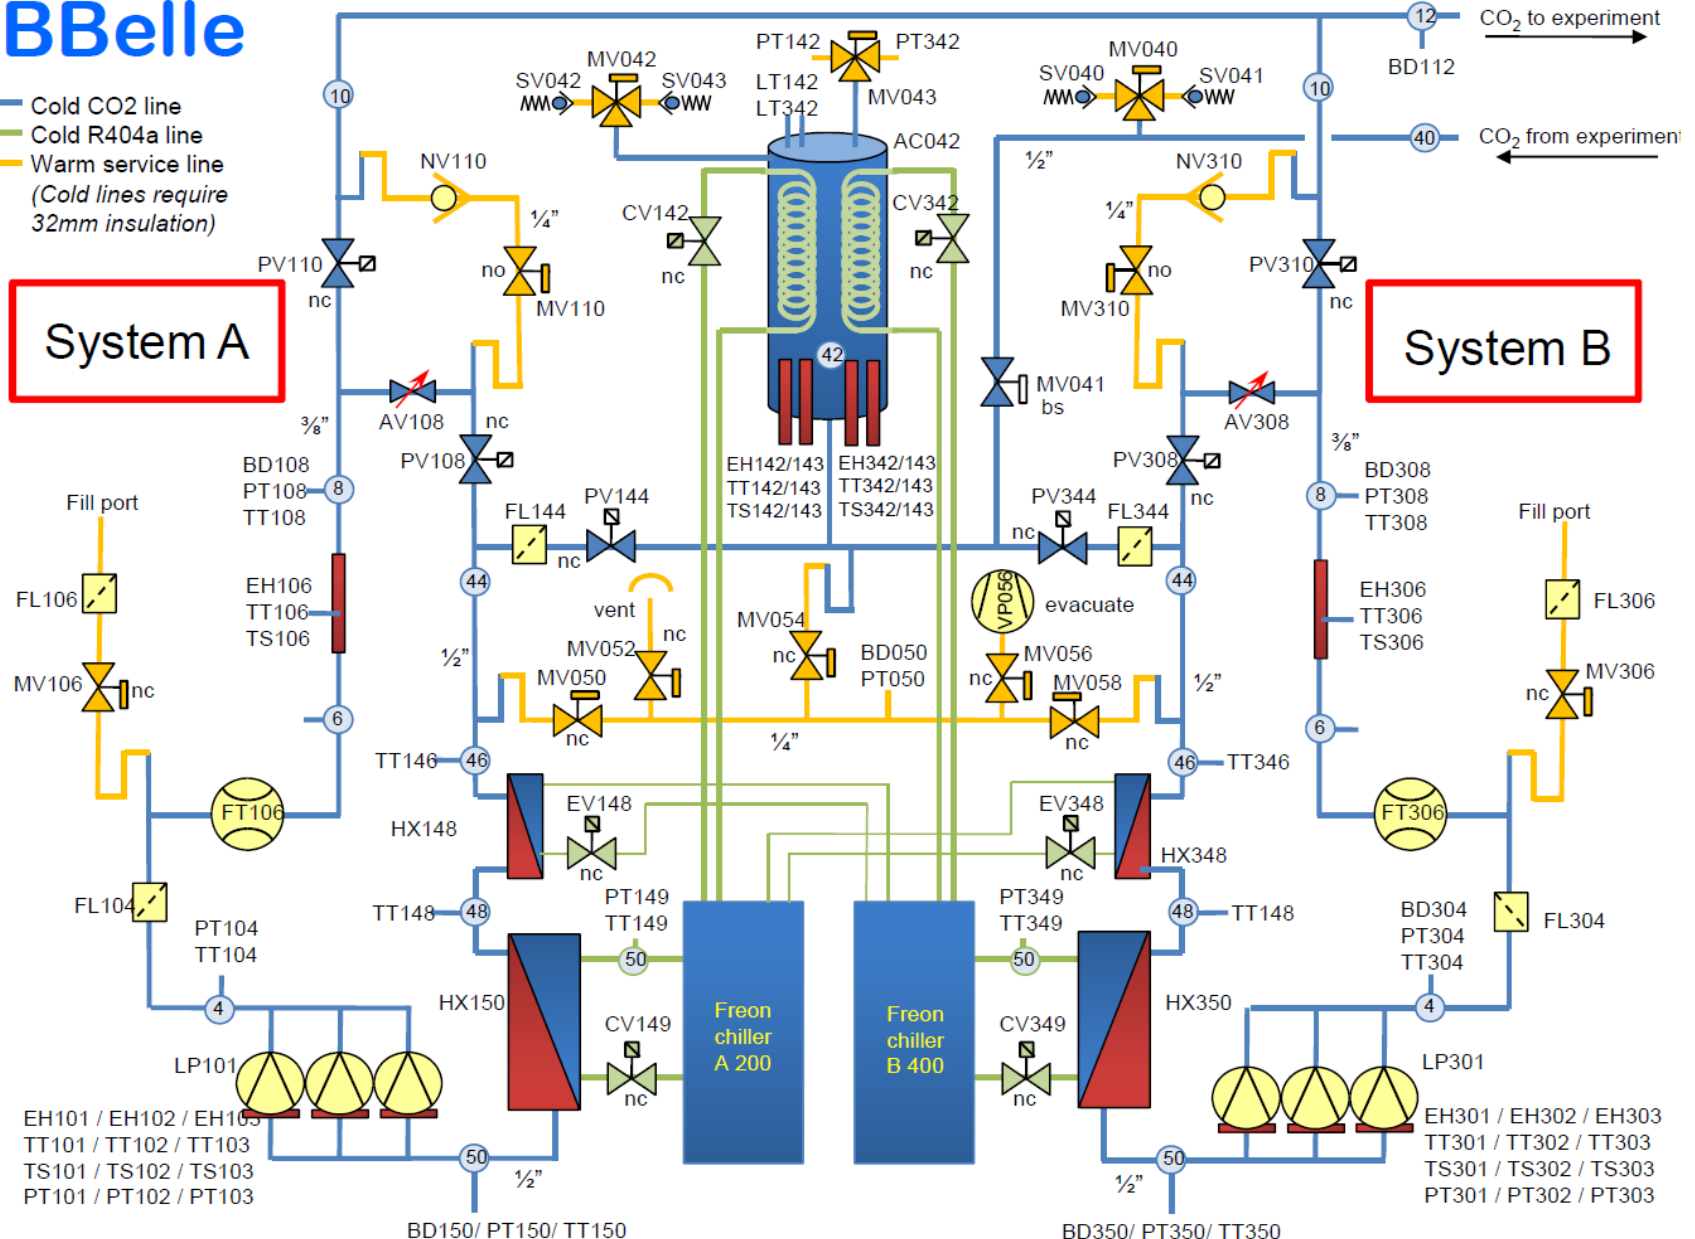 BBelle
Cold CO2 line
Cold R404a line
Warm service line
(Cold lines require
32mm insulation)
System A
System B
12
CO2 to experiment
BD112
40
CO2 from experiment
½”
10
10
PT142
PT342
MV043
LT142
LT342
MV042
SV042
SV043
MV040
SV040
SV041
AC042
NV110
¼”
PV110
nc
no
MV110
CV142
nc
CV342
nc
NV310
¼”
no
MV310
PV310
nc
42
MV041
bs
AV108
nc
PV108
⅜”
BD108
PT108
TT108
8
AV308
PV308
nc
⅜”
8
BD308
PT308
TT308
EH142/143
TT142/143
TS142/143
EH342/143
TT342/143
TS342/143
FL144
PV144
nc
PV344
nc
FL344
44
44
Fill port
FL106
MV106
nc
EH106
TT106
TS106
6
½”
vent
nc
MV052
MV050
nc
MV054
nc
BD050
PT050
VP056
evacuate
nc
MV056
MV058
nc
¼”
½”
Fill port
FL306
MV306
nc
EH306
TT306
TS306
6
TT146
46
46
TT346
FT106
FT306
HX148
EV148
nc
EV348
nc
HX348
TT148
48
48
TT148
FL104
PT104
TT104
4
PT149
TT149
50
HX150
CV149
nc
Freon
chiller
A 200
Freon
chiller
B 400
PT349
TT349
50
CV349
nc
HX350
FL304
BD304
PT304
TT304
4
LP101
EH101 / EH102 / EH103
TT101 / TT102 / TT103
TS101 / TS102 / TS103
PT101 / PT102 / PT103
50
½”
BD150/ PT150/ TT150
LP301
EH301 / EH302 / EH303
TT301 / TT302 / TT303
TS301 / TS302 / TS303
PT301 / PT302 / PT303
50
½”
BD350/ PT350/ TT350